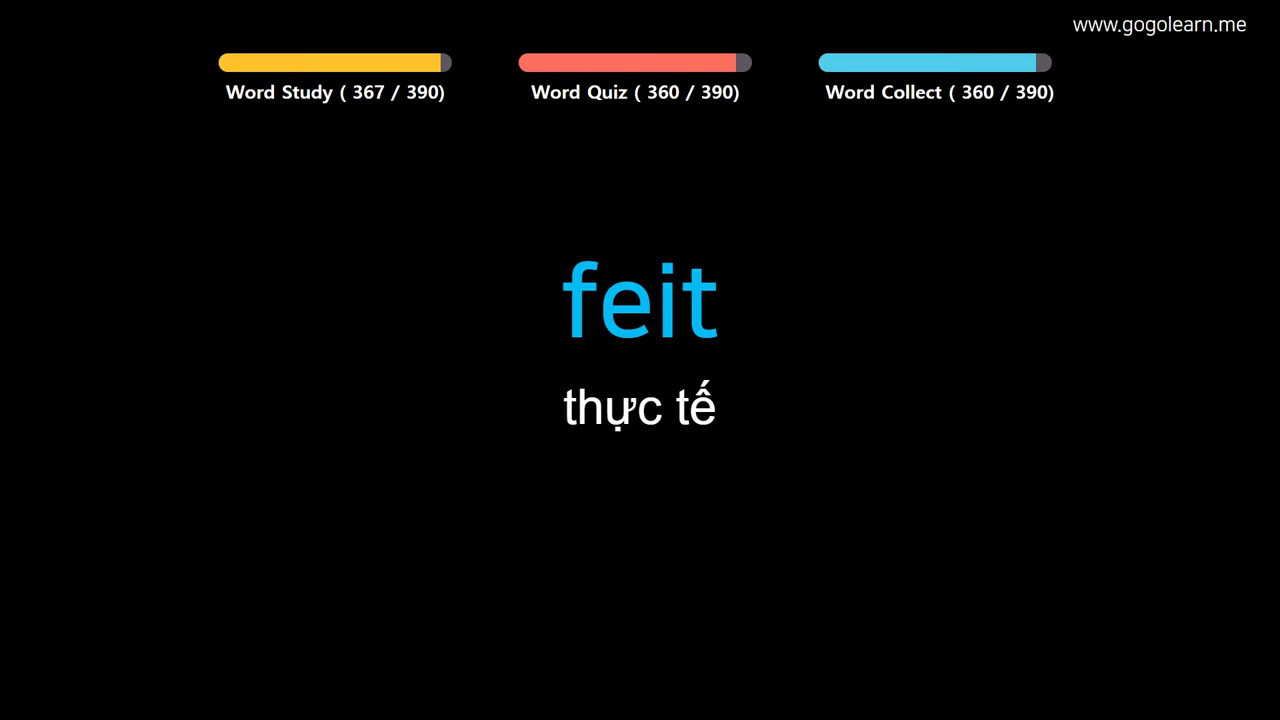 www.gogolearn.me
Word Study ( 367 / 390)
Word Quiz ( 360 / 390)
Word Collect ( 360 / 390)
feit
thực tế